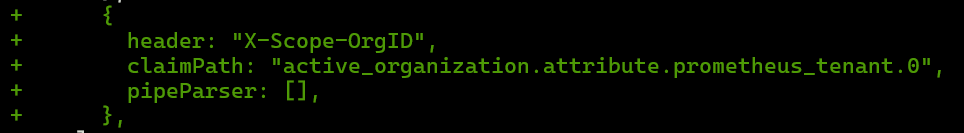 +      {
+        header: "X-Scope-OrgID",
+        claimPath: "active_organization.attribute.prometheus_tenant.0",
+        pipeParser: [],
+      },